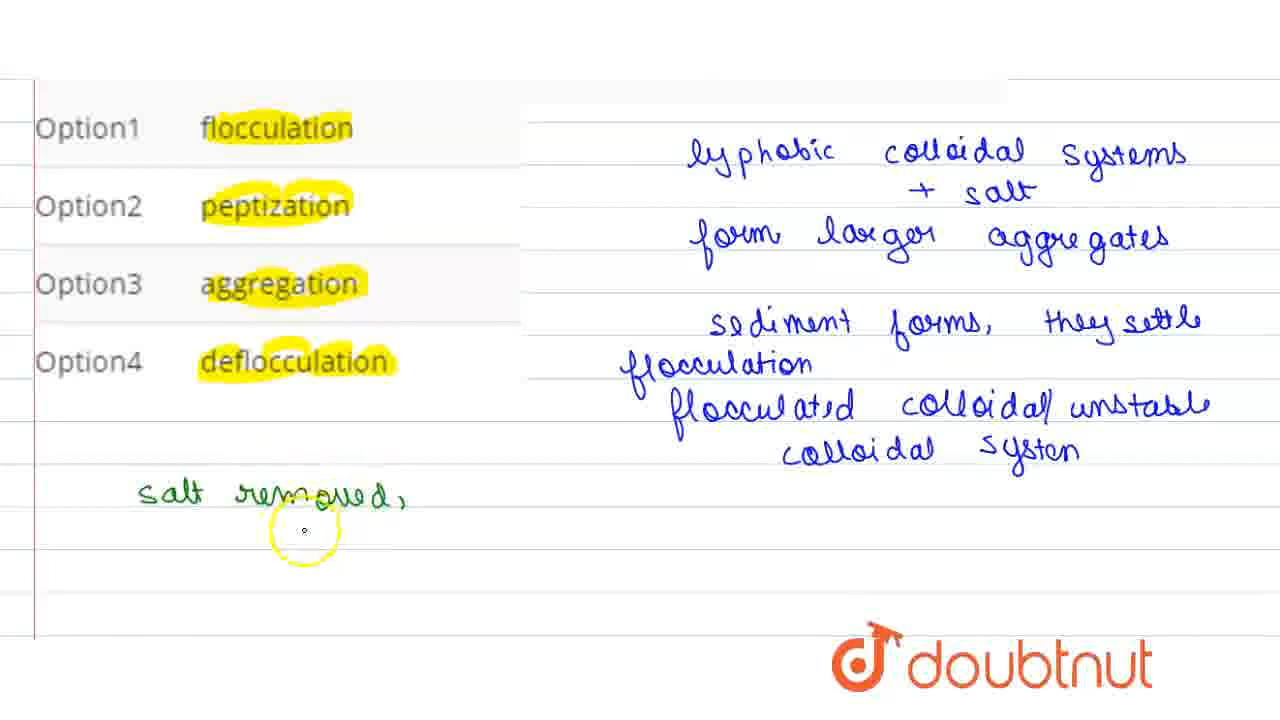 Option1 flocculation
Option2 peptization
Option3 aggregation
Option4 deflocculation
lyphobic colloidal systems
+ salt
form larger aggregates
sediment forms, they settle
flocculation
flocculated colloidal/unstable
colloidal systen
salt removed,
doubtnut